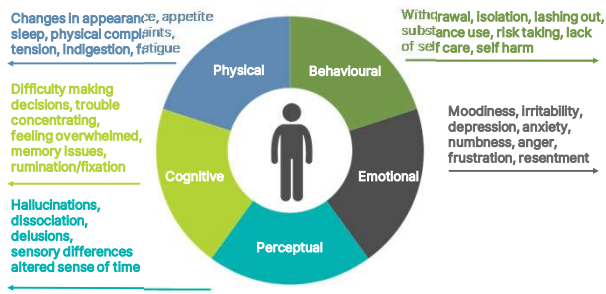 Changes in appearance, appetite
sleep, physical complaints,
tension, indigestion, fatigue
Withdrawal, isolation, lashing out,
substance use, risk taking, lack
of self care, self harm
Physical
Behavioural
Difficulty making
decisions, trouble
concentrating,
feeling overwhelmed,
memory issues,
rumination/fixation
Moodiness, irritability,
depression, anxiety,
numbness, anger,
frustration, resentment
Cognitive
Emotional
Hallucinations,
dissociation,
delusions,
sensory differences
altered sense of time
Perceptual